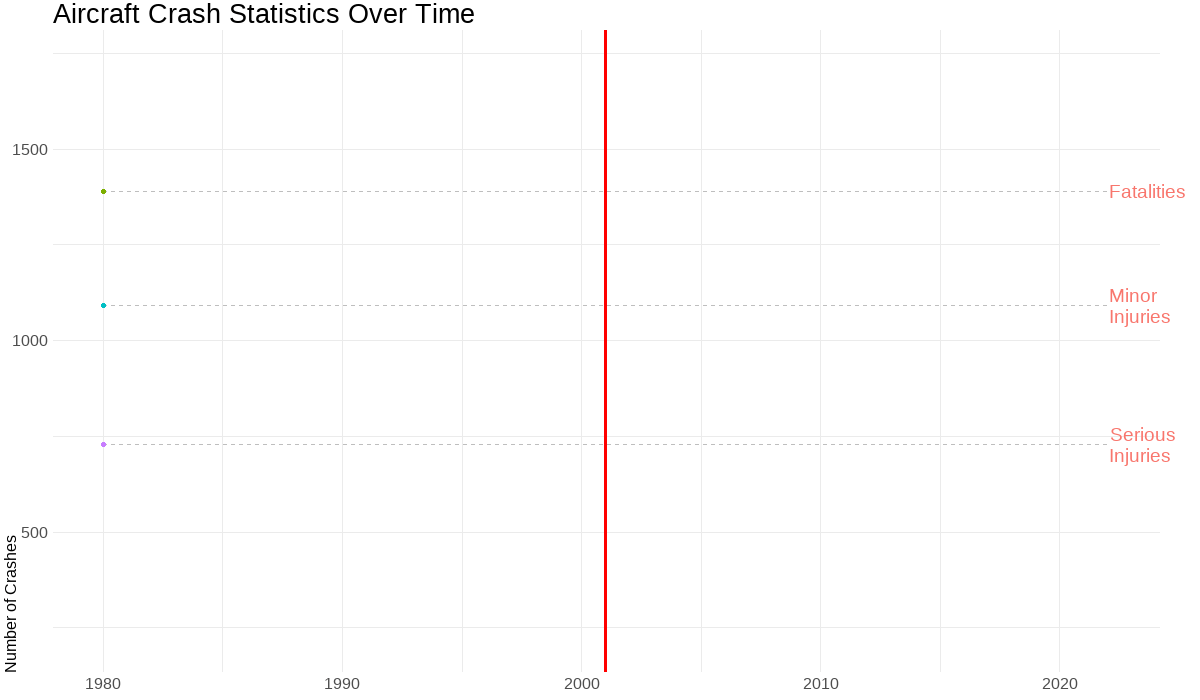 Aircraft Crash Statistics Over Time
1500
1000
500
Number of Crashes
Fatalities
Minor
Injuries
Serious
Injuries
1980
1990
2000
2010
2020